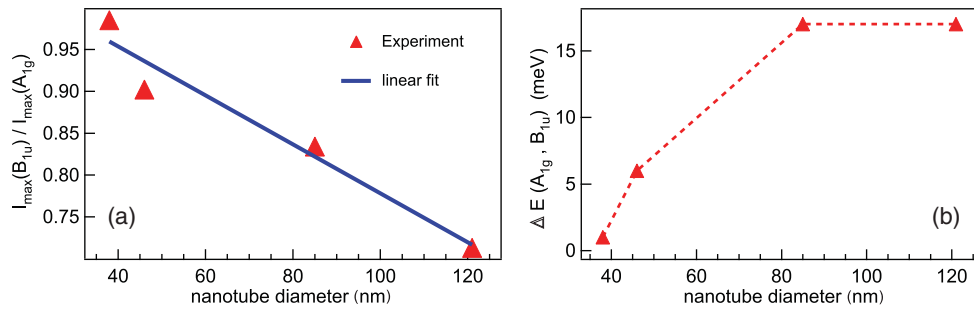 I_max(B_1u) / I_max(A_1g)
0.95
0.90
0.85
0.80
0.75
Experiment
linear fit
(a)
40 60 80 100 120
nanotube diameter (nm)
Δ E (A_1g , B_1u) (meV)
15
10
5
0
(b)
40 60 80 100 120
nanotube diameter (nm)